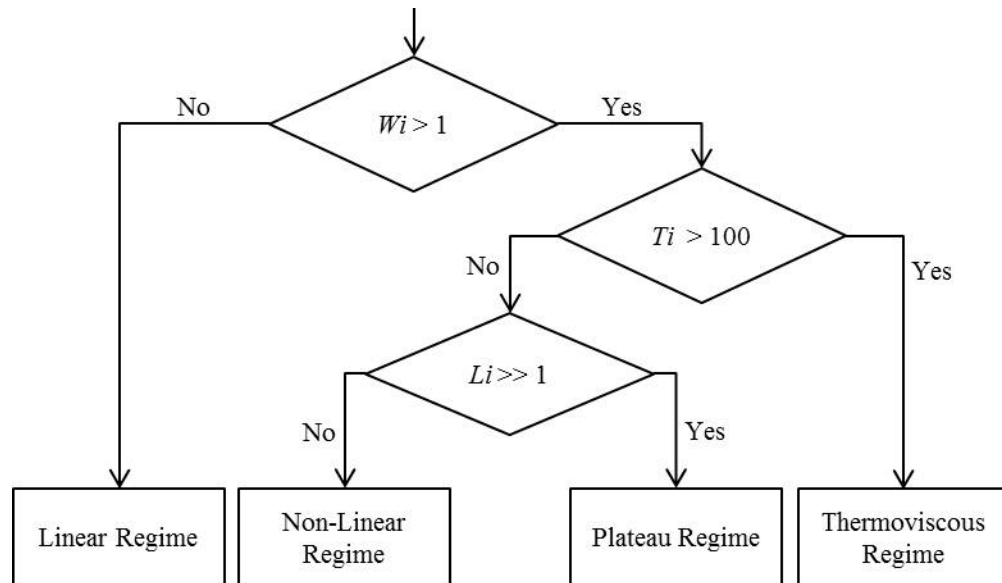 No
Yes
Wi > 1
Ti > 100
No
Yes
Li >> 1
No
Yes
Linear Regime
Non-Linear
Regime
Plateau Regime
Thermoviscous
Regime